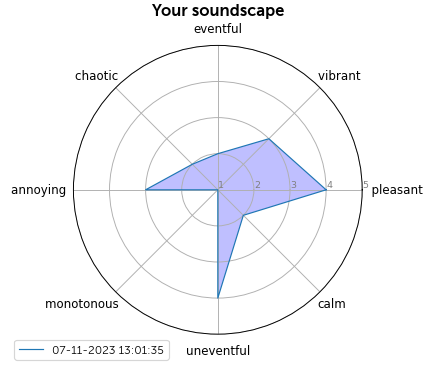 Your soundscape
eventful
chaotic
vibrant
annoying
1 2 3 4 5
pleasant
monotonous
calm
uneventful
07-11-2023 13:01:35